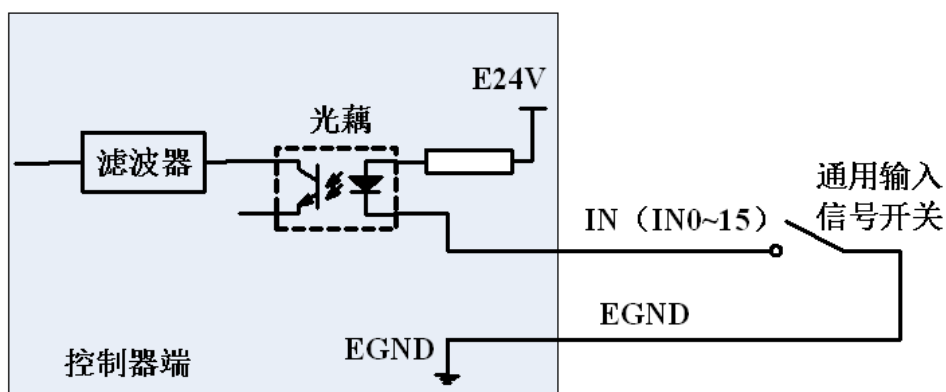 E24V
光藕
滤波器
通用输入
信号开关
IN（IN0~15）
EGND
EGND
控制器端